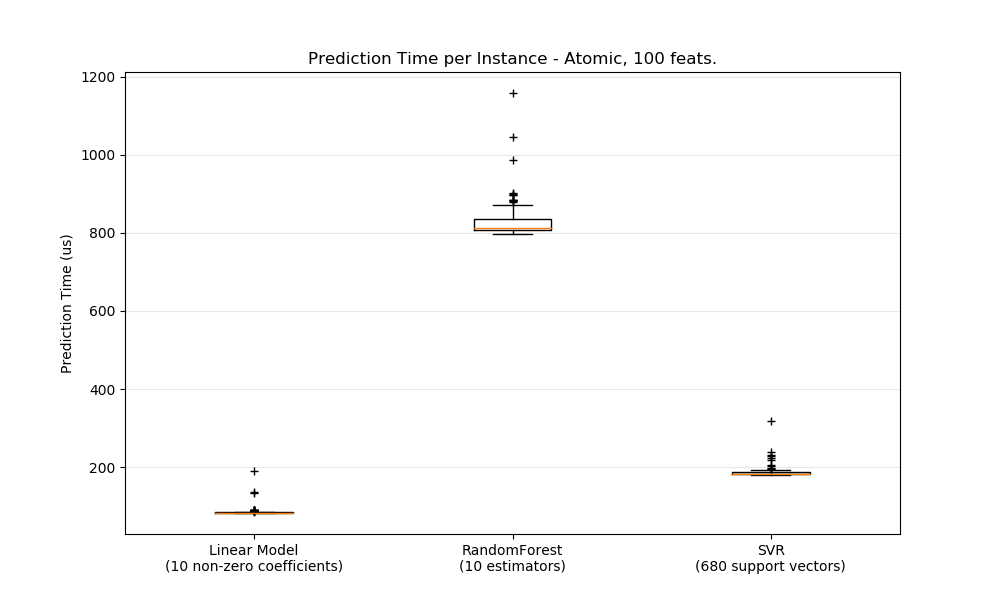 Prediction Time per Instance - Atomic, 100 feats.
1200
1000
800
600
400
200
Prediction Time (us)
Linear Model
(10 non-zero coefficients)
RandomForest
(10 estimators)
SVR
(680 support vectors)